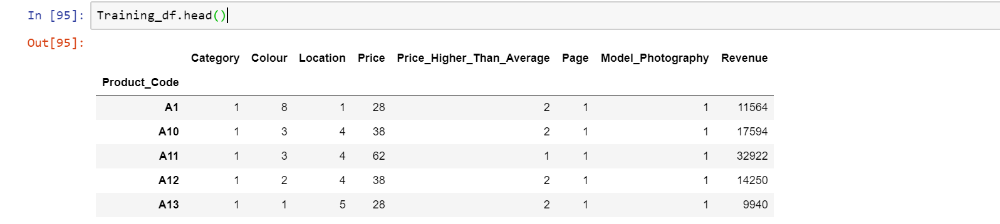 In [95]: Training_df.head()
Out[95]:
Category Colour Location Price Price_Higher_Than_Average Page Model_Photography Revenue
Product_Code
A1 1 8 1 28 2 1 1 11564
A10 1 3 4 38 2 1 1 17594
A11 1 3 4 62 1 1 1 32922
A12 1 2 4 38 2 1 1 14250
A13 1 1 5 28 2 1 1 9940